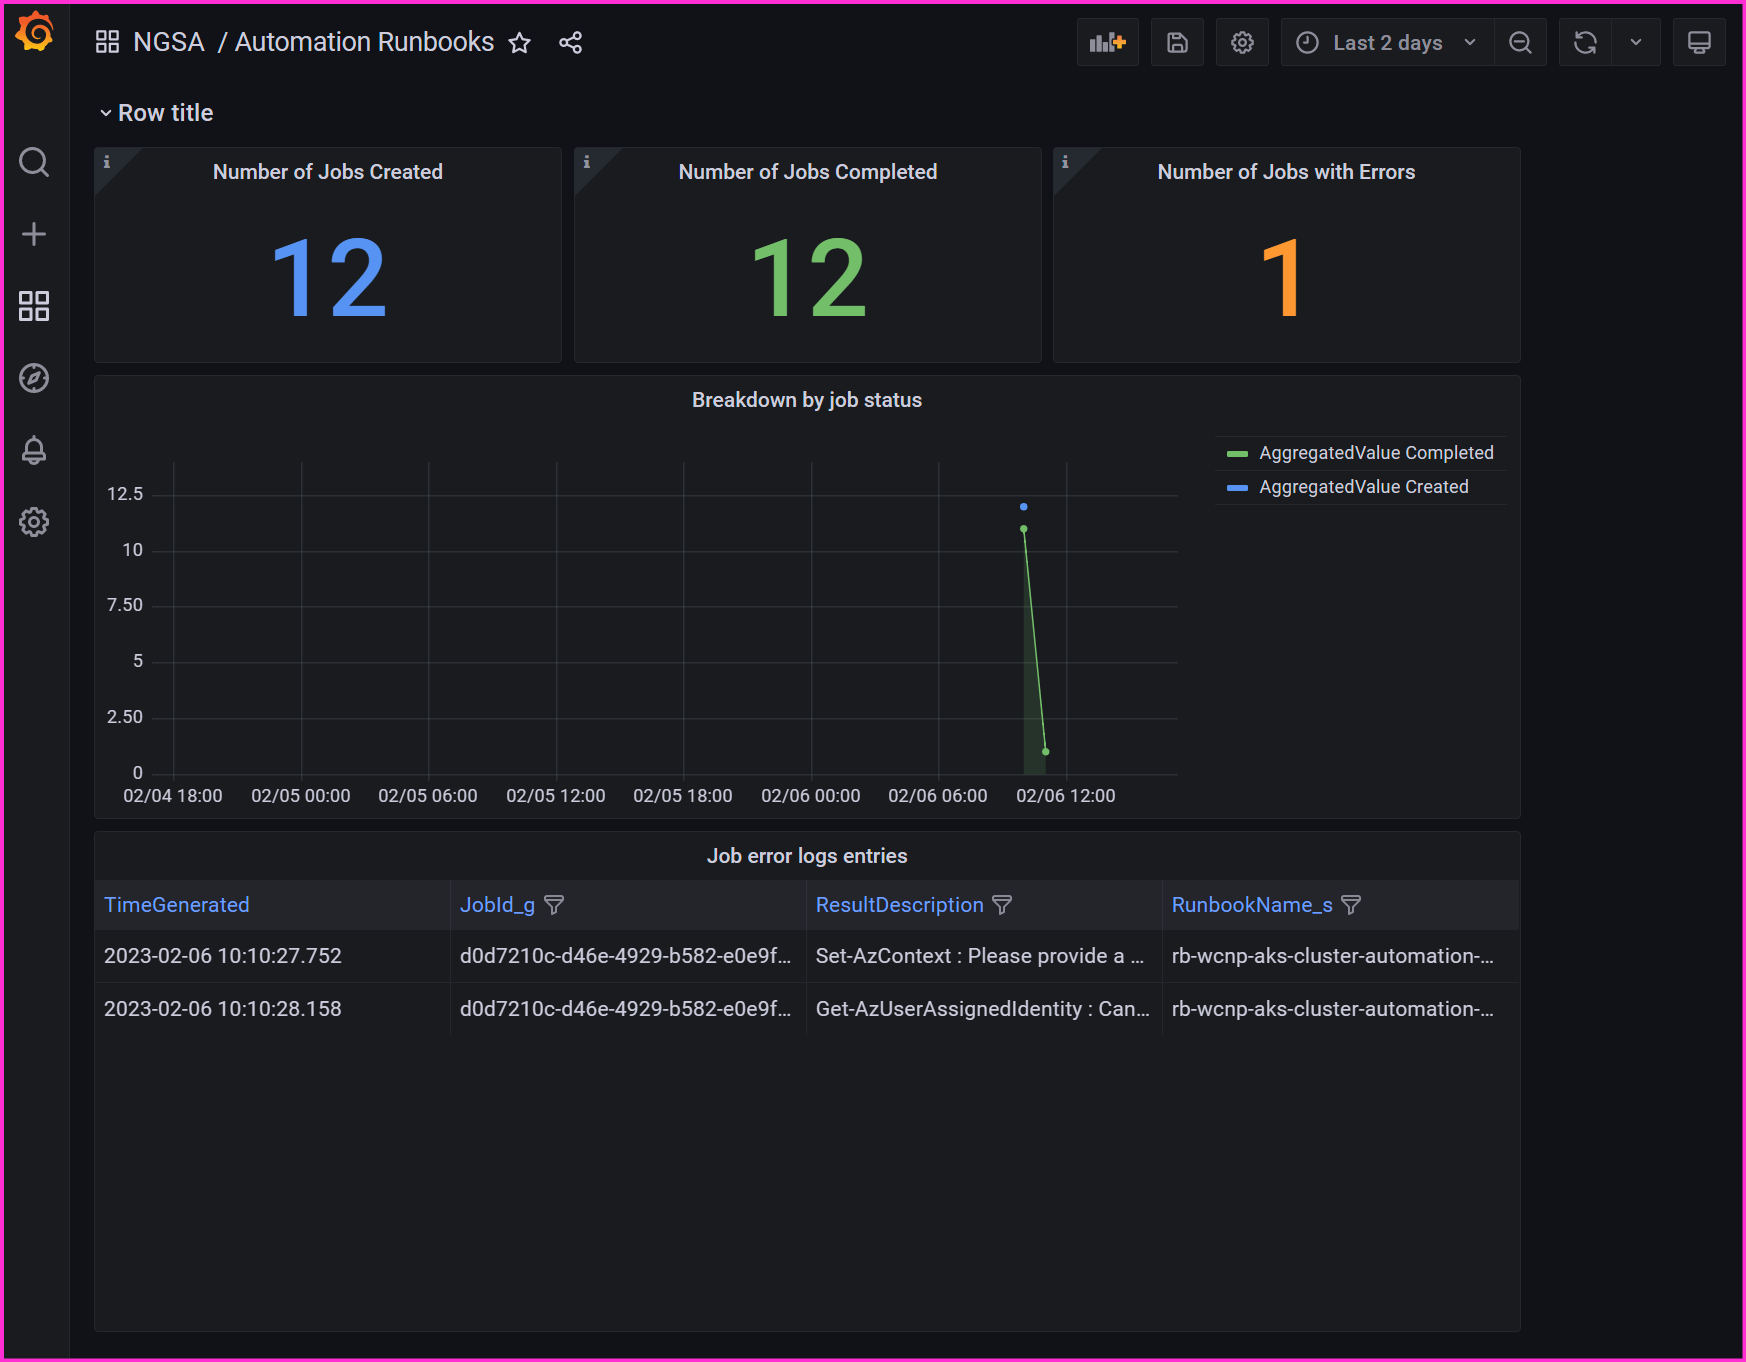 NGSA / Automation Runbooks
Last 2 days
Row title
Number of Jobs Created
12
Number of Jobs Completed
12
Number of Jobs with Errors
1
Breakdown by job status
AggregatedValue Completed
AggregatedValue Created
12.5
10
7.50
5
2.50
0
02/04 18:00 02/05 00:00 02/05 06:00 02/05 12:00 02/05 18:00 02/06 00:00 02/06 06:00 02/06 12:00
Job error logs entries
TimeGenerated JobId_g ResultDescription RunbookName_s
2023-02-06 10:10:27.752 d0d7210c-d46e-4929-b582-e0e9f... Set-AzContext : Please provide a ... rb-wcnp-aks-cluster-automation-...
2023-02-06 10:10:28.158 d0d7210c-d46e-4929-b582-e0e9f... Get-AzUserAssignedIdentity : Can... rb-wcnp-aks-cluster-automation-...